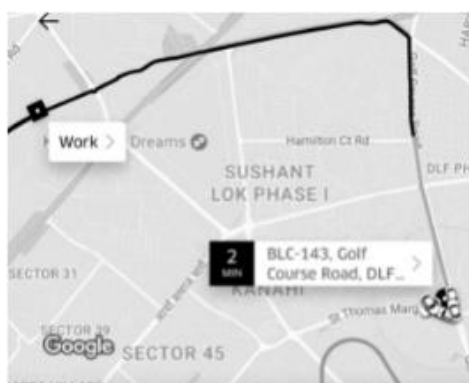 Work
Dreams
Hamilton Ct Rd
SUSHANT
LOK PHASE I
DLF PH
2
MIN
BLC-143, Golf
Course Road, DLF...
KANAHI
SECTOR 31
St Thomas Marg
SECTOR 39
Google
SECTOR 45